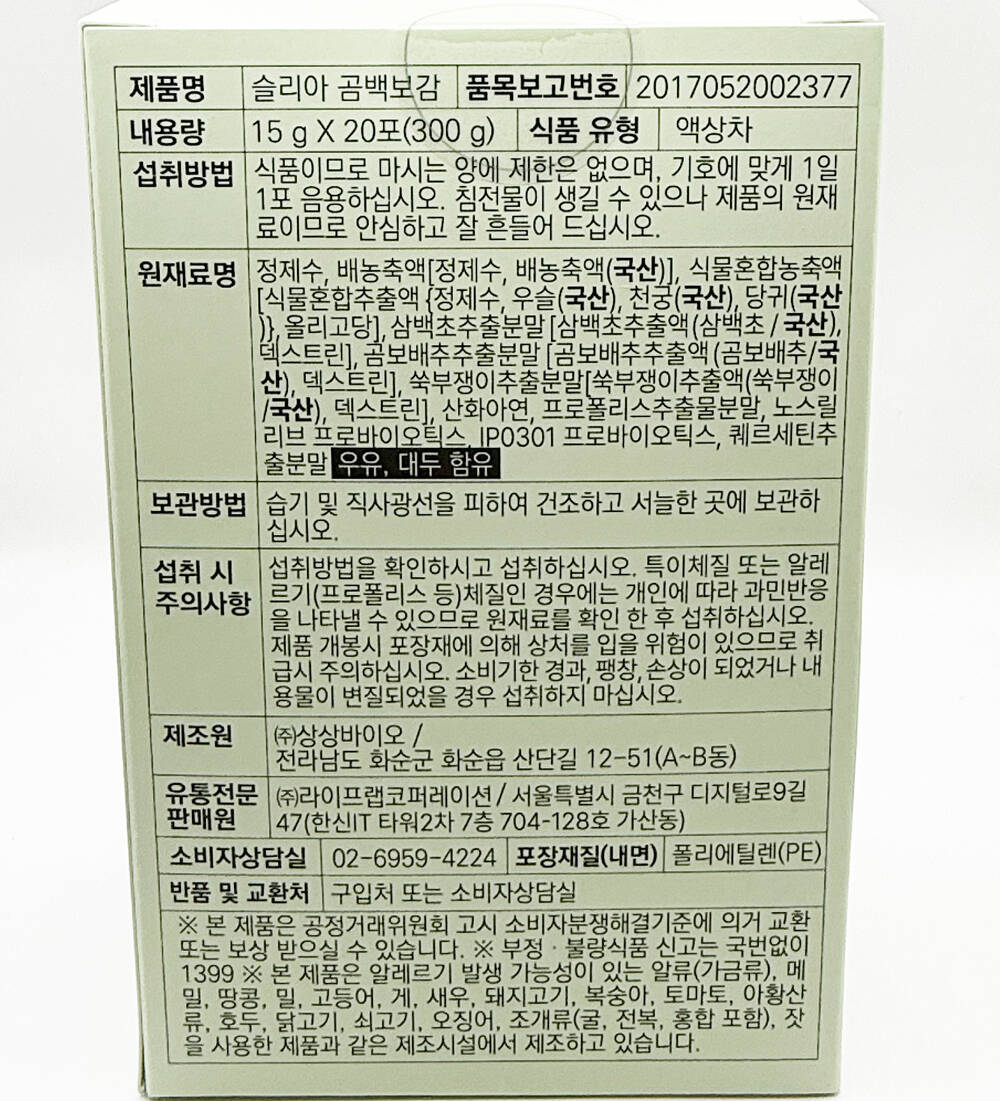 제품명 슬리아 곰백보감 품목보고번호 2017052002377
내용량 15 g X 20포(300 g) 식품 유형 액상차
섭취방법 식품이므로 마시는 양에 제한은 없으며, 기호에 맞게 1일
1포 음용하십시오. 침전물이 생길 수 있으나 제품의 원재
료이므로 안심하고 잘 흔들어 드십시오.
원재료명 정제수, 배농축액[정제수, 배농축액(국산)], 식물혼합농축액
[식물혼합추출액 {정제수, 우슬(국산), 천궁(국산), 당귀(국산
)}, 올리고당], 삼백초추출분말 [삼백초추출액(삼백초 / 국산),
덱스트린], 곰보배추추출분말 [곰보배추추출액 (곰보배추/국
산), 덱스트린], 쑥부쟁이추출분말[쑥부쟁이추출액(쑥부쟁이
/국산), 덱스트린], 산화아연, 프로폴리스추출물분말, 노스릴
리브 프로바이오틱스, IP0301 프로바이오틱스, 퀘르세틴추
출분말 우유, 대두 함유
보관방법 습기 및 직사광선을 피하여 건조하고 서늘한 곳에 보관하
십시오.
섭취 시 섭취방법을 확인하시고 섭취하십시오. 특이체질 또는 알레
주의사항 르기(프로폴리스 등)체질인 경우에는 개인에 따라 과민반응
을 나타낼 수 있으므로 원재료를 확인 한 후 섭취하십시오.
제품 개봉시 포장재에 의해 상처를 입을 위험이 있으므로 취
급시 주의하십시오. 소비기한 경과, 팽창, 손상이 되었거나 내
용물이 변질되었을 경우 섭취하지 마십시오.
제조원 ㈜상상바이오 /
전라남도 화순군 화순읍 산단길 12-51(A~B동)
유통전문 ㈜라이프랩코퍼레이션 / 서울특별시 금천구 디지털로9길
판매원 47(한신IT 타워2차 7층 704-128호 가산동)
소비자상담실 02-6959-4224 포장재질(내면) 폴리에틸렌(PE)
반품 및 교환처 구입처 또는 소비자상담실
※ 본 제품은 공정거래위원회 고시 소비자분쟁해결기준에 의거 교환
또는 보상 받으실 수 있습니다. ※ 부정 · 불량식품 신고는 국번없이
1399 ※ 본 제품은 알레르기 발생 가능성이 있는 알류(가금류), 메
밀, 땅콩, 밀, 고등어, 게, 새우, 돼지고기, 복숭아, 토마토, 아황산
류, 호두, 닭고기, 쇠고기, 오징어, 조개류(굴, 전복, 홍합 포함), 잣
을 사용한 제품과 같은 제조시설에서 제조하고 있습니다.